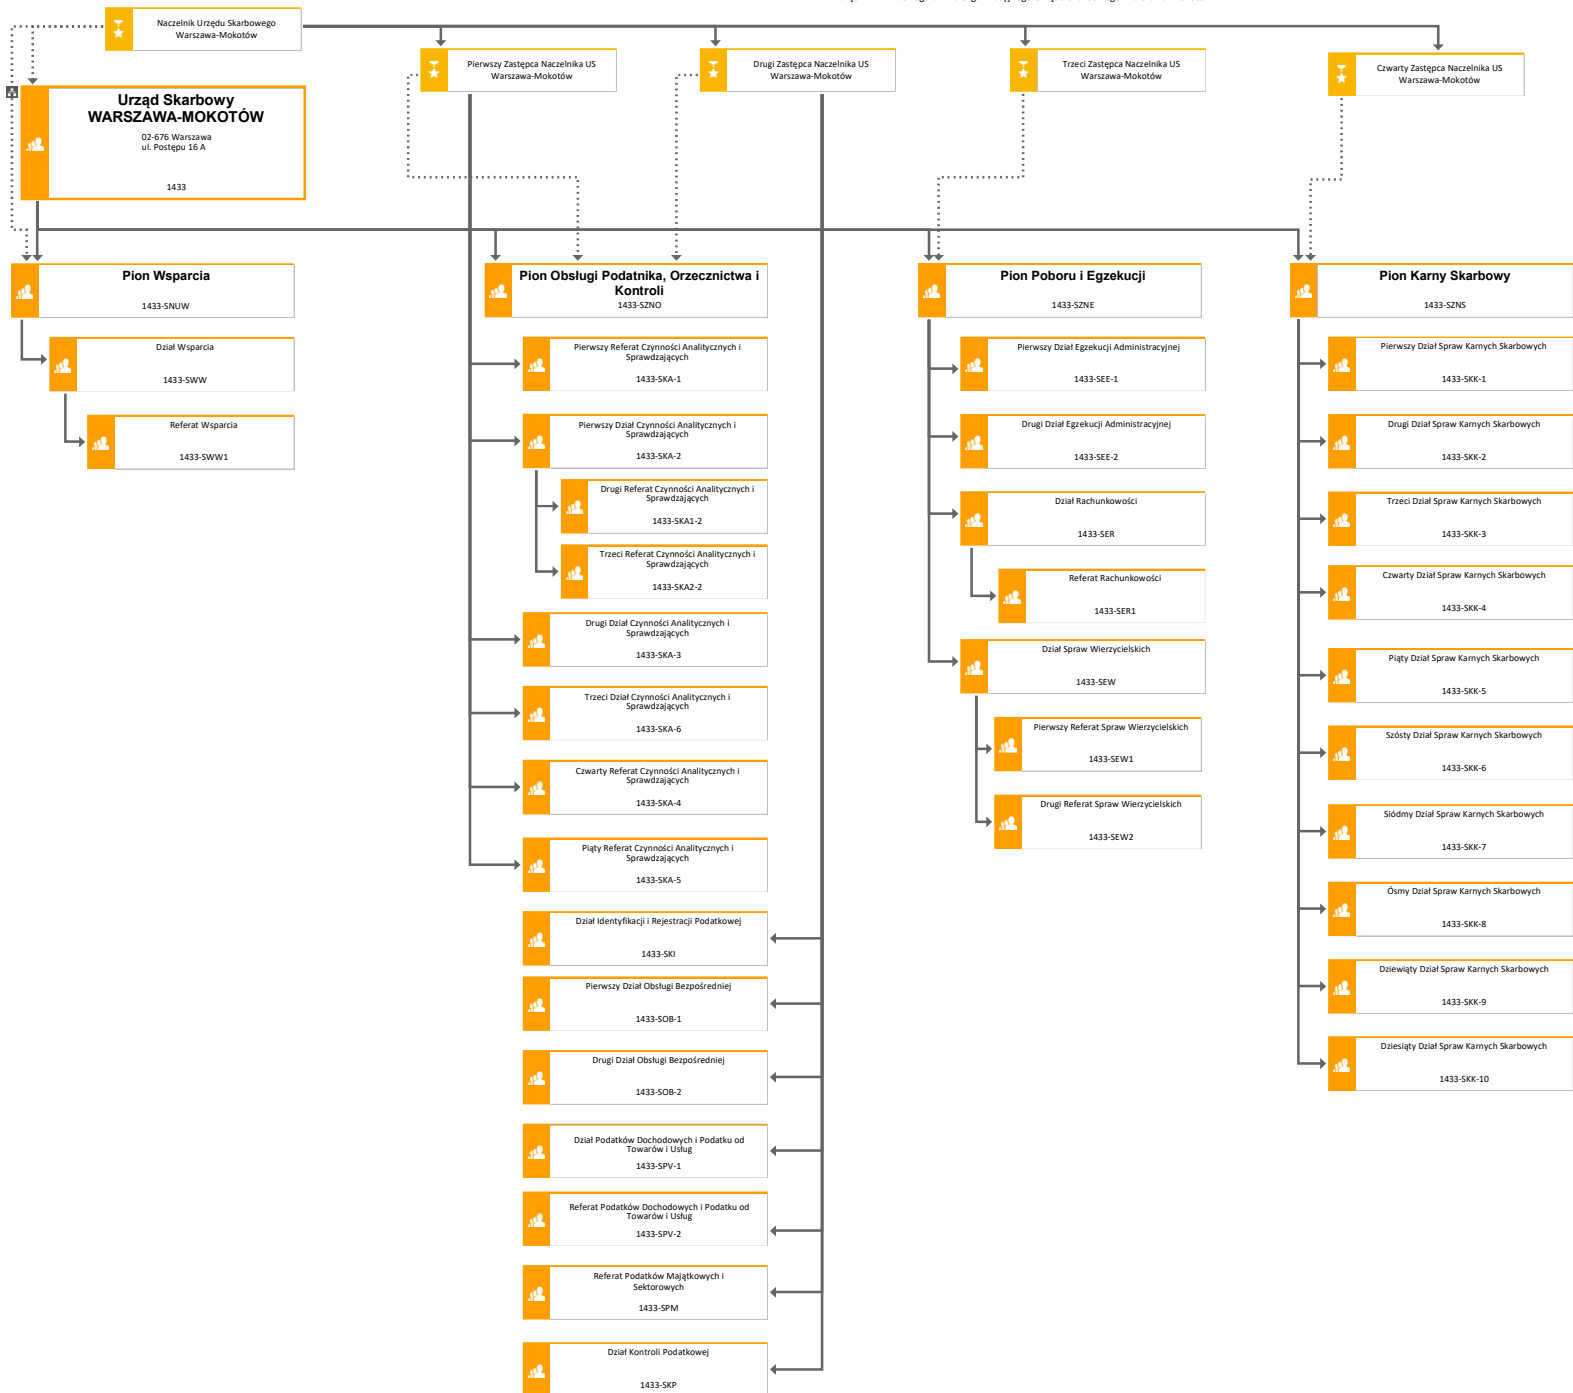 Naczelnik Urzędu Skarbowego
Warszawa-Mokotów
Pierwszy Zastępca Naczelnika US
Warszawa-Mokotów
Drugi Zastępca Naczelnika US
Warszawa-Mokotów
Trzeci Zastępca Naczelnika US
Warszawa-Mokotów
Czwarty Zastępca Naczelnika US
Warszawa-Mokotów
Urząd Skarbowy
WARSZAWA-MOKOTÓW
02-676 Warszawa
ul. Postępu 16 A
1433
Pion Wsparcia
1433-SNUW
Dział Wsparcia
1433-SWW
Referat Wsparcia
1433-SWW1
Pion Obsługi Podatnika, Orzecznictwa i
Kontroli
1433-SZNO
Pierwszy Referat Czynności Analitycznych i
Sprawdzających
1433-SKA-1
Pierwszy Dział Czynności Analitycznych i
Sprawdzających
1433-SKA-2
Drugi Referat Czynności Analitycznych i
Sprawdzających
1433-SKA1-2
Trzeci Referat Czynności Analitycznych i
Sprawdzających
1433-SKA2-2
Drugi Dział Czynności Analitycznych i
Sprawdzających
1433-SKA-3
Trzeci Dział Czynności Analitycznych i
Sprawdzających
1433-SKA-6
Czwarty Referat Czynności Analitycznych i
Sprawdzających
1433-SKA-4
Piąty Referat Czynności Analitycznych i
Sprawdzających
1433-SKA-5
Dział Identyfikacji i Rejestracji Podatkowej
1433-SKI
Pierwszy Dział Obsługi Bezpośredniej
1433-SOB-1
Drugi Dział Obsługi Bezpośredniej
1433-SOB-2
Dział Podatków Dochodowych i Podatku od
Towarów i Usług
1433-SPV-1
Referat Podatków Dochodowych i Podatku od
Towarów i Usług
1433-SPV-2
Referat Podatków Majątkowych i
Sektorowych
1433-SPM
Dział Kontroli Podatkowej
1433-SKP
Pion Poboru i Egzekucji
1433-SZNE
Pierwszy Dział Egzekucji Administracyjnej
1433-SEE-1
Drugi Dział Egzekucji Administracyjnej
1433-SEE-2
Dział Rachunkowości
1433-SER
Referat Rachunkowości
1433-SER1
Dział Spraw Wierzycielskich
1433-SEW
Pierwszy Referat Spraw Wierzycielskich
1433-SEW1
Drugi Referat Spraw Wierzycielskich
1433-SEW2
Pion Karny Skarbowy
1433-SZNS
Pierwszy Dział Spraw Karnych Skarbowych
1433-SKK-1
Drugi Dział Spraw Karnych Skarbowych
1433-SKK-2
Trzeci Dział Spraw Karnych Skarbowych
1433-SKK-3
Czwarty Dział Spraw Karnych Skarbowych
1433-SKK-4
Piąty Dział Spraw Karnych Skarbowych
1433-SKK-5
Szósty Dział Spraw Karnych Skarbowych
1433-SKK-6
Siódmy Dział Spraw Karnych Skarbowych
1433-SKK-7
Ósmy Dział Spraw Karnych Skarbowych
1433-SKK-8
Dziewiąty Dział Spraw Karnych Skarbowych
1433-SKK-9
Dziesiąty Dział Spraw Karnych Skarbowych
1433-SKK-10